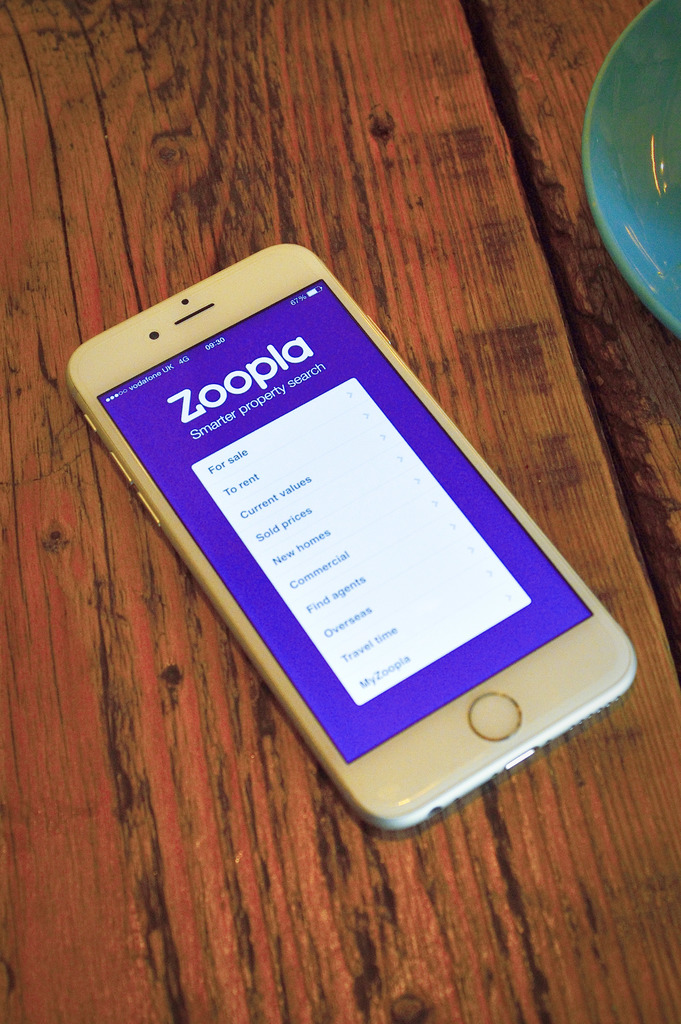 vodafone UK 4G 09:30 67%
Zoopla
Smarter property search
For sale
To rent
Current values
Sold prices
New homes
Commercial
Find agents
Overseas
Travel time
MyZoopla